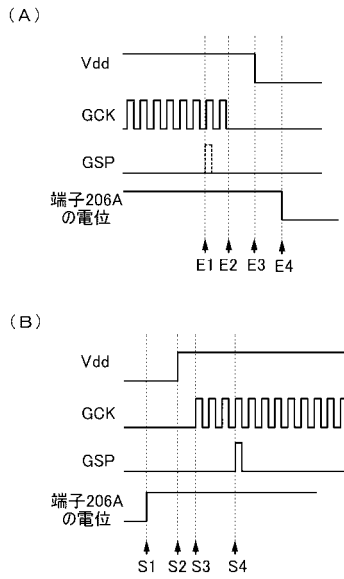 (A)
Vdd
GCK
GSP
端子206A
の電位
E1 E2 E3 E4
(B)
Vdd
GCK
GSP
端子206A
の電位
S1 S2 S3 S4